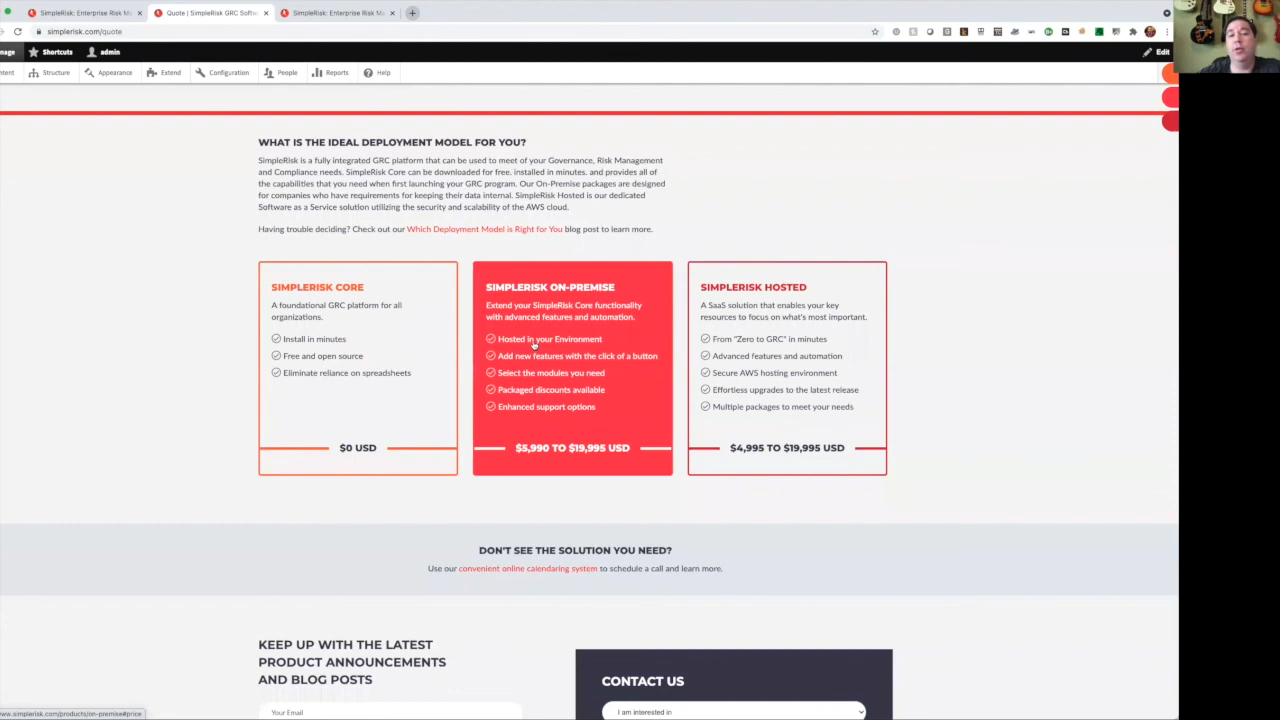 SimpleRisk: Enterprise Risk M
Quote | SimpleRisk GRC Softw
SimpleRisk: Enterprise Risk M
simplerisk.com/quote
nage
Shortcuts
admin
Edit
ntent
Structure
Appearance
Extend
Configuration
People
Reports
Help
WHAT IS THE IDEAL DEPLOYMENT MODEL FOR YOU?
SimpleRisk is a fully integrated GRC platform that can be used to meet of your Governance, Risk Management
and Compliance needs. SimpleRisk Core can be downloaded for free. installed in minutes. and provides all of
the capabilities that you need when first launching your GRC program. Our On-Premise packages are designed
for companies who have requirements for keeping their data internal. SimpleRisk Hosted is our dedicated
Software as a Service solution utilizing the security and scalability of the AWS cloud.
Having trouble deciding? Check out our Which Deployment Model is Right for You blog post to learn more.
SIMPLERISK CORE
A foundational GRC platform for all
organizations.
Install in minutes
Free and open source
Eliminate reliance on spreadsheets
$0 USD
SIMPLERISK ON-PREMISE
Extend your SimpleRisk Core functionality
with advanced features and automation.
Hosted in your Environment
Add new features with the click of a button
Select the modules you need
Packaged discounts available
Enhanced support options
$5,990 TO $19,995 USD
SIMPLERISK HOSTED
A SaaS solution that enables your key
resources to focus on what's most important.
From "Zero to GRC" in minutes
Advanced features and automation
Secure AWS hosting environment
Effortless upgrades to the latest release
Multiple packages to meet your needs
$4,995 TO $19,995 USD
DON'T SEE THE SOLUTION YOU NEED?
Use our convenient online calendaring system to schedule a call and learn more.
KEEP UP WITH THE LATEST
PRODUCT ANNOUNCEMENTS
AND BLOG POSTS
Your Email
CONTACT US
I am interested in
www.simplerisk.com/products/on-premise#price